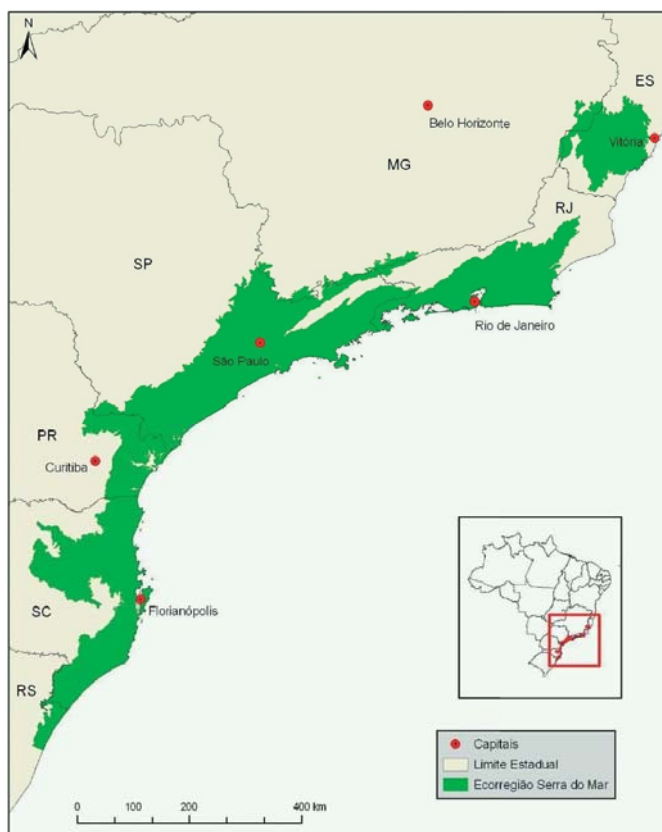 N
ES
Belo Horizonte
Vitória
MG
RJ
SP
Rio de Janeiro
São Paulo
PR
Curitiba
SC
Florianópolis
RS
Capitais
Limite Estadual
Ecorregião Serra do Mar
0 100 200 400 km